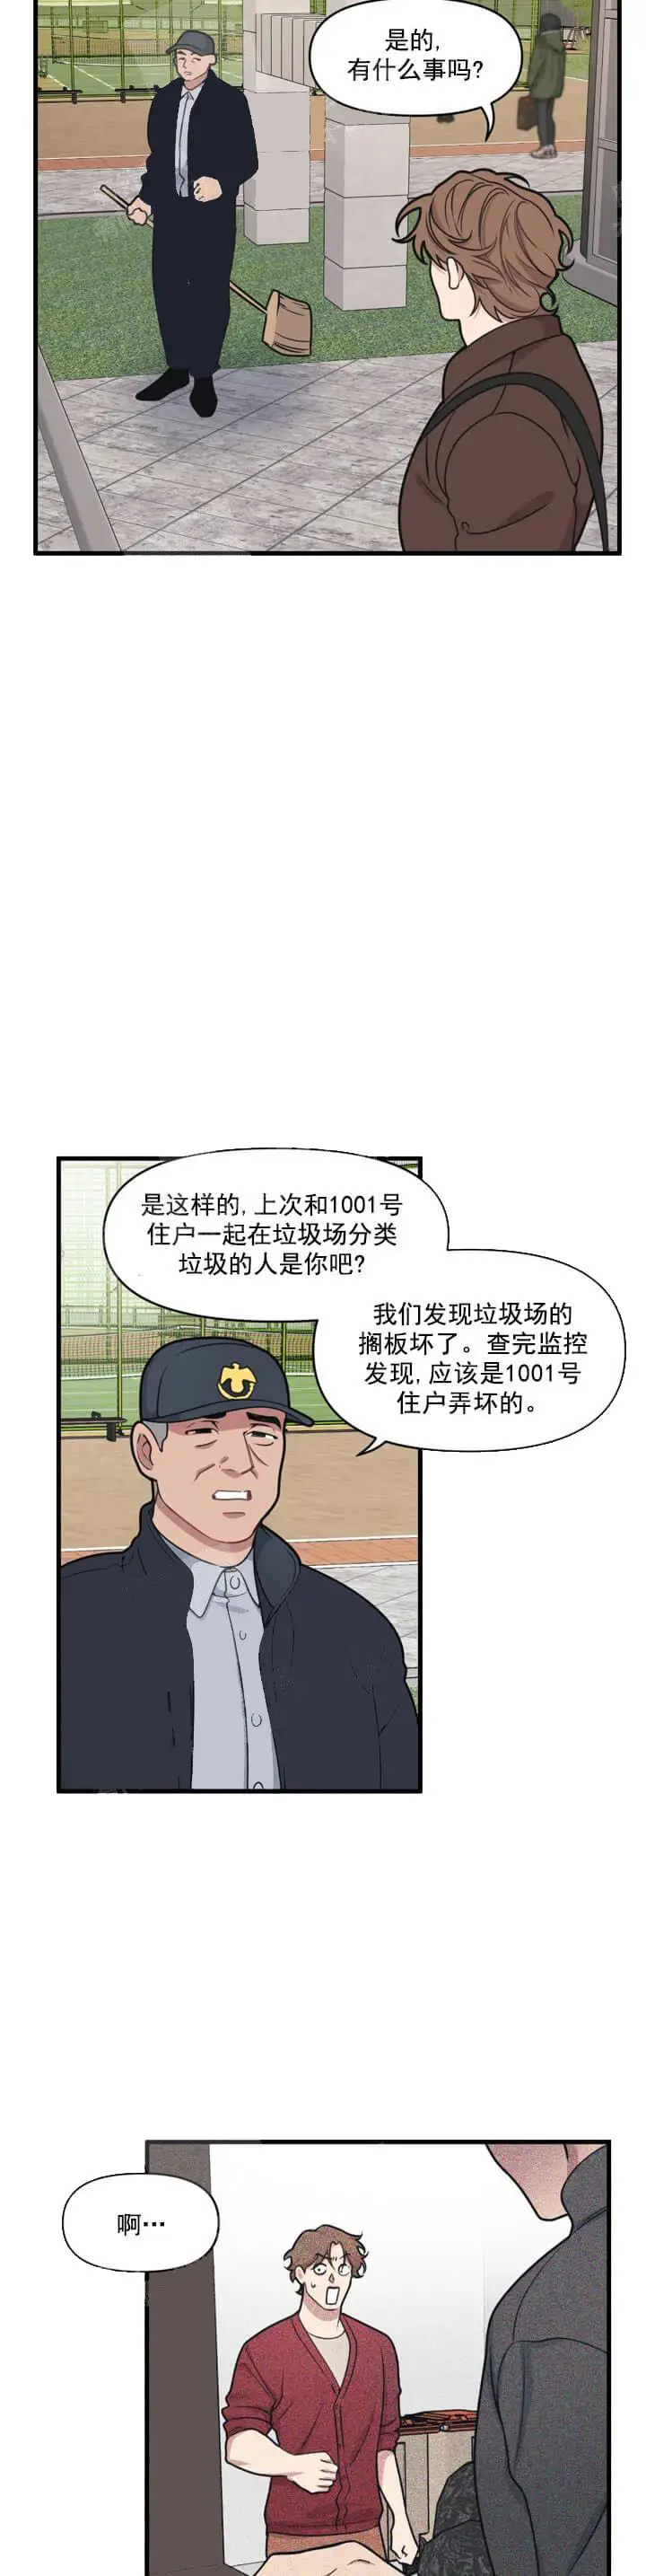 是的,
有什么事吗?
是这样的,上次和1001号
住户一起在垃圾场分类
垃圾的人是你吧?
我们发现垃圾场的
搁板坏了。查完监控
发现,应该是1001号
住户弄坏的。
啊…